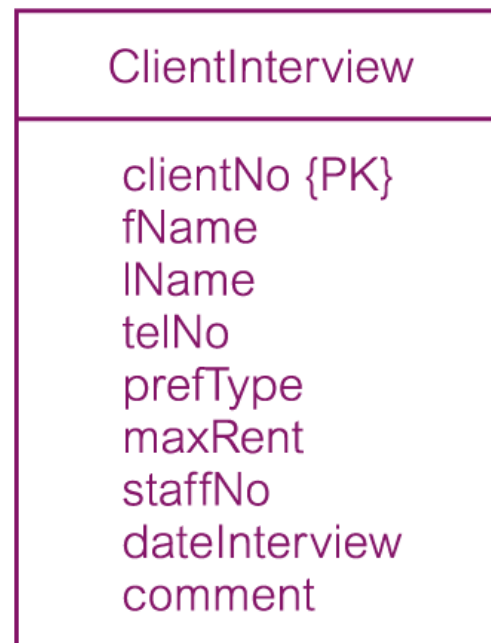 ClientInterview
clientNo {PK}
fName
lName
telNo
prefType
maxRent
staffNo
dateInterview
comment